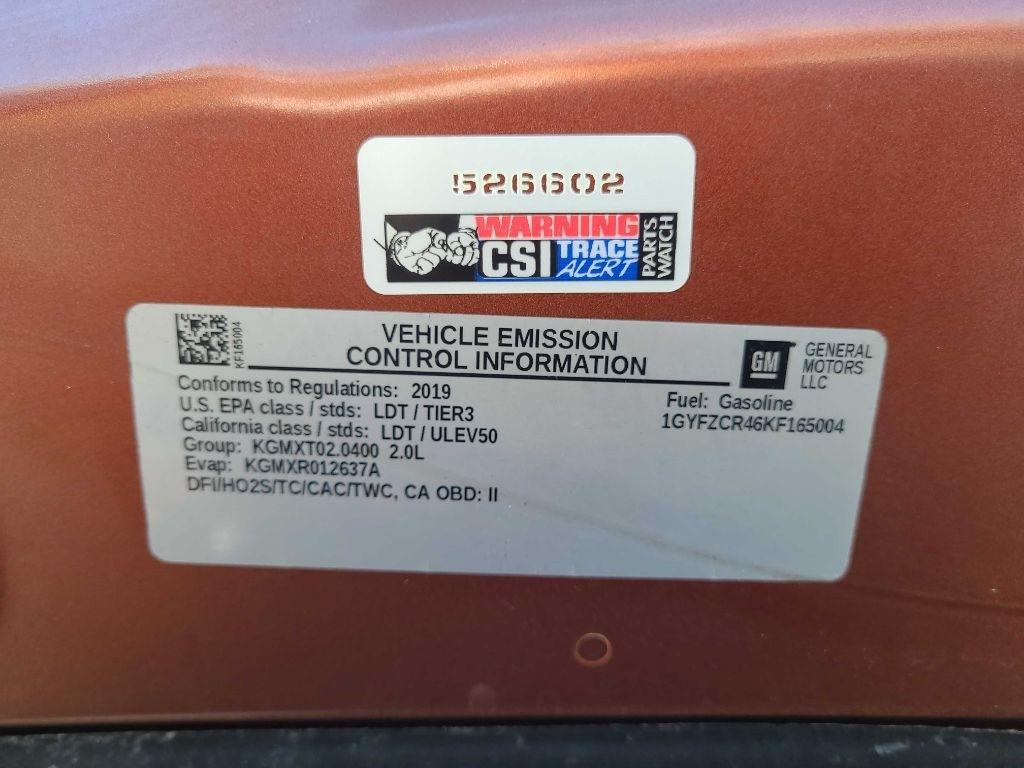 526602
WARNING
CSI TRACE
ALERT
PARTS
WATCH
KF165004
VEHICLE EMISSION
CONTROL INFORMATION
GM
GENERAL
MOTORS
LLC
Conforms to Regulations: 2019
U.S. EPA class / stds: LDT / TIER3
California class / stds: LDT / ULEV50
Group: KGMXT02.0400 2.0L
Evap: KGMXR012637A
DFI/HO2S/TC/CAC/TWC, CA OBD: II
Fuel: Gasoline
1GYFZCR46KF165004